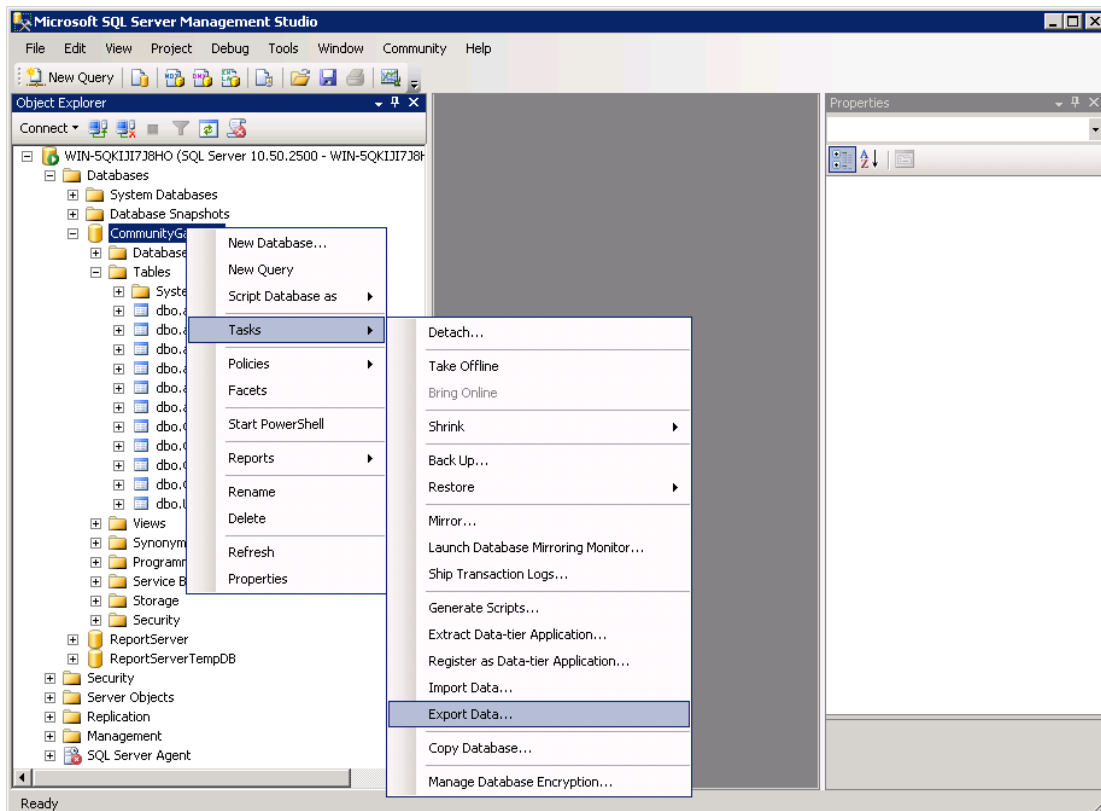 Microsoft SQL Server Management Studio
File Edit View Project Debug Tools Window Community Help
New Query
Object Explorer
Properties
Connect
WIN-5QKIJI7J8HO (SQL Server 10.50.2500 - WIN-5QKIJI7J8H
Databases
System Databases
Database Snapshots
CommunityGa
Database
Tables
Syste
dbo.a
dbo.a
dbo.a
dbo.a
dbo.a
dbo.a
dbo.
dbo.
dbo.
dbo.
dbo.U
Views
Synonym
Programm
Service B
Storage
Security
ReportServer
ReportServerTempDB
Security
Server Objects
Replication
Management
SQL Server Agent
New Database...
New Query
Script Database as
Tasks
Policies
Facets
Start PowerShell
Reports
Rename
Delete
Refresh
Properties
Detach...
Take Offline
Bring Online
Shrink
Back Up...
Restore
Mirror...
Launch Database Mirroring Monitor...
Ship Transaction Logs...
Generate Scripts...
Extract Data-tier Application...
Register as Data-tier Application...
Import Data...
Export Data...
Copy Database...
Manage Database Encryption...
Ready